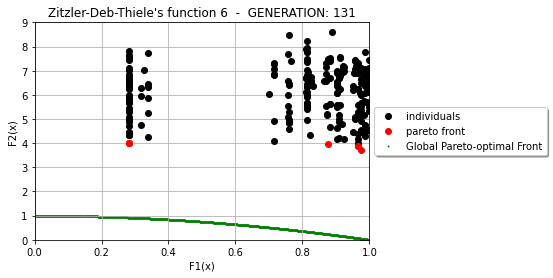 Zitzler-Deb-Thiele's function 6 - GENERATION: 131
9
8
7
6
5
4
3
2
1
0
F2(x)
0.0 0.2 0.4 0.6 0.8 1.0
F1(x)
individuals
pareto front
Global Pareto-optimal Front